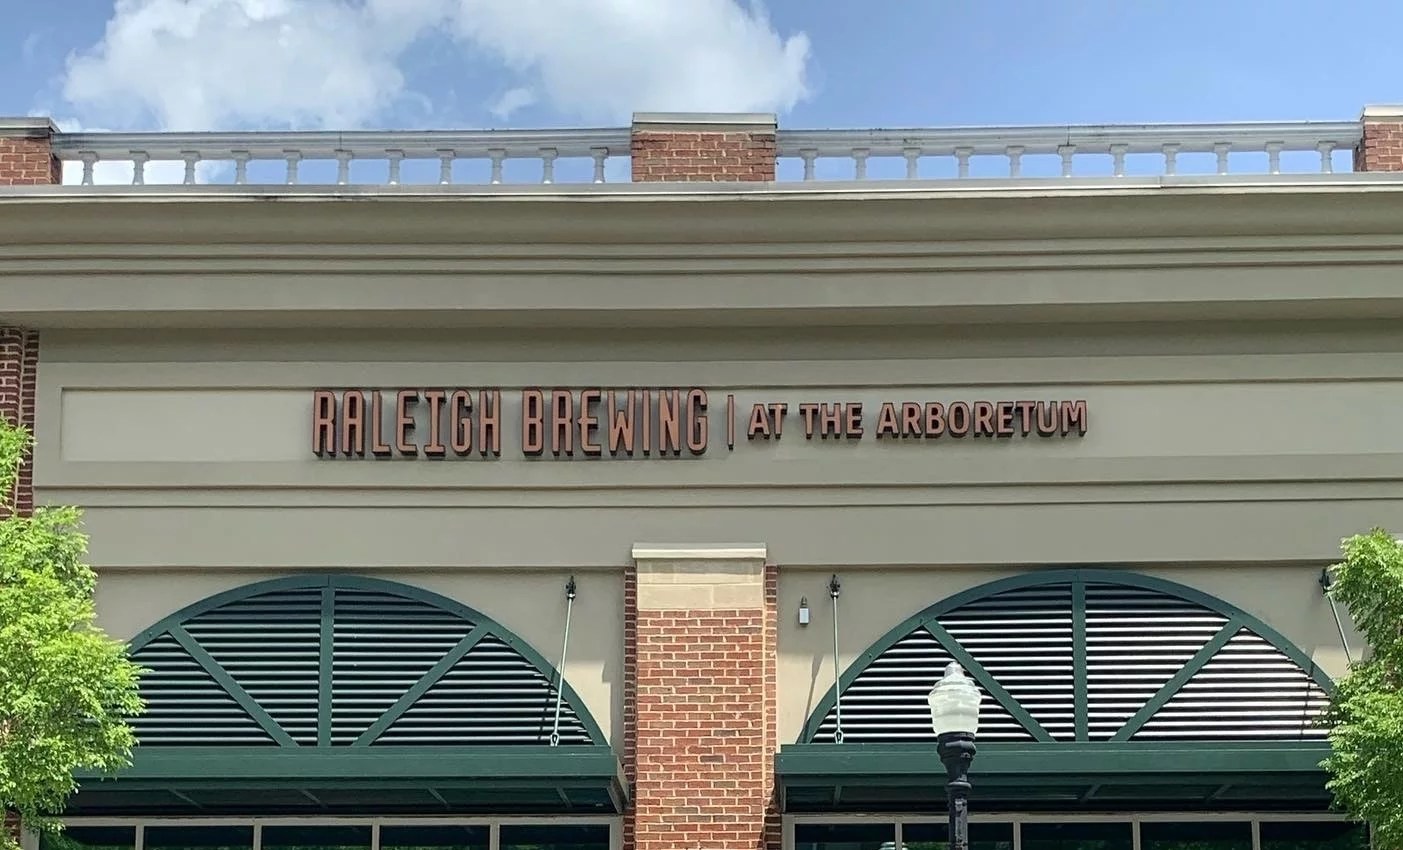 RALEIGH BREWING | AT THE ARBORETUM